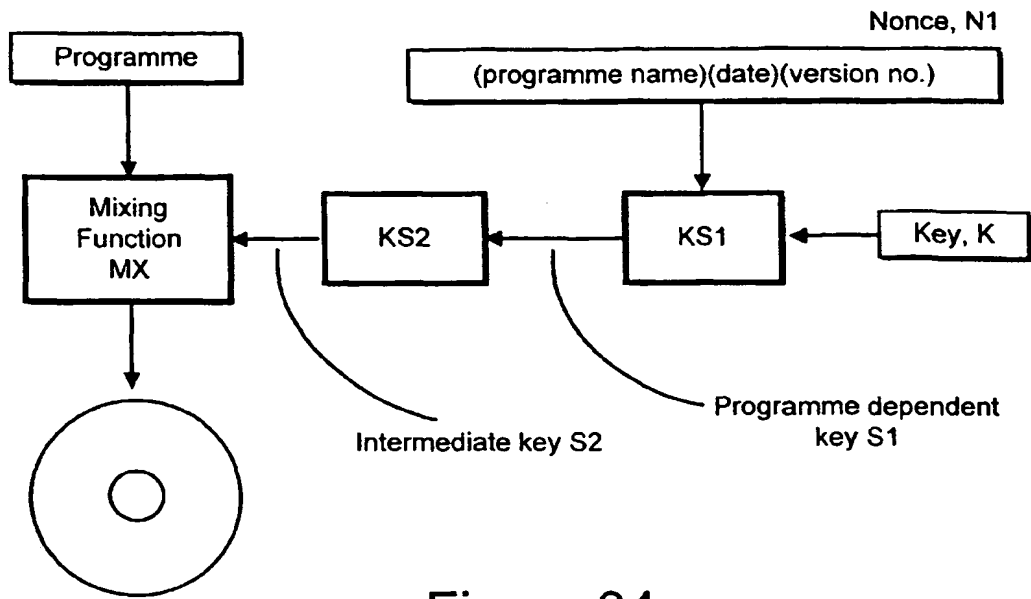 Nonce, N1
Programme
(programme name)(date)(version no.)
Mixing
Function
MX
KS2
KS1
Key, K
Intermediate key S2
Programme dependent
key S1